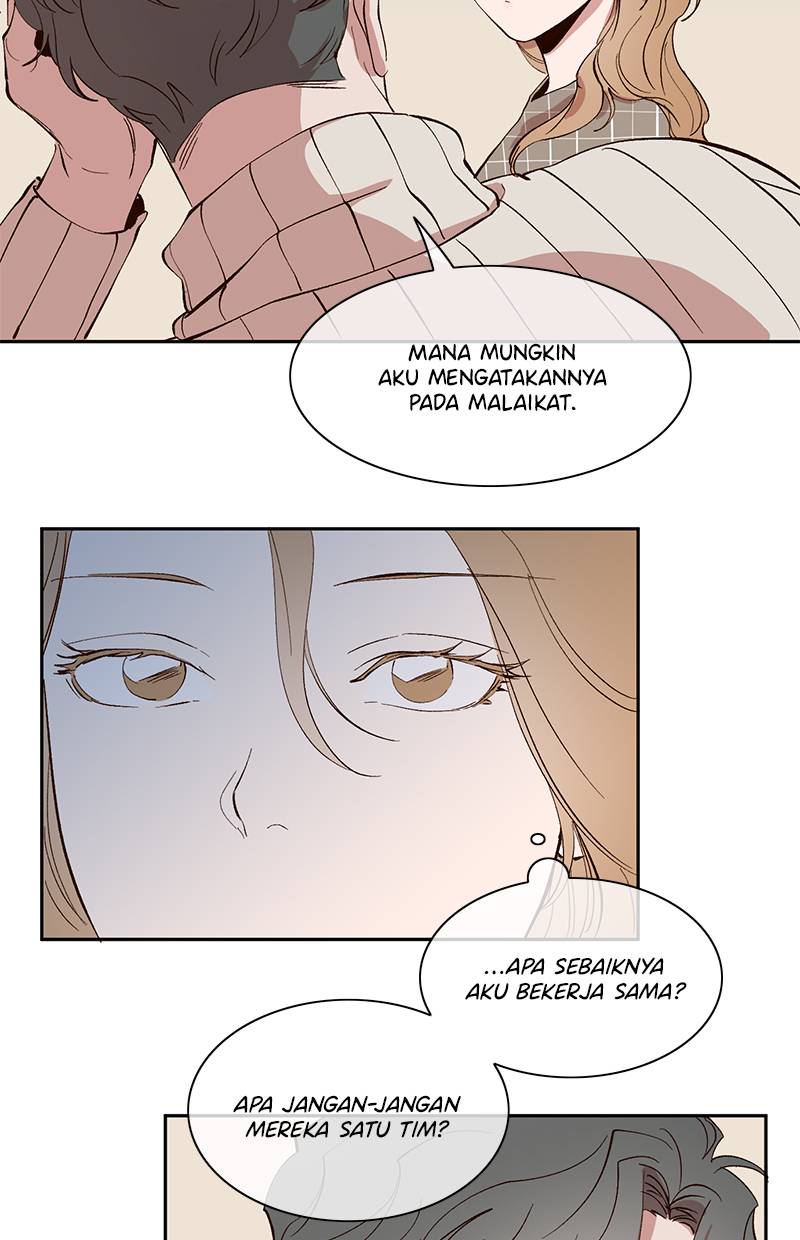 MANA MUNGKIN
AKU MENGATAKANNYA
PADA MALAIKAT.
...APA SEBAIKNYA
AKU BEKERJA SAMA?
APA JANGAN-JANGAN
MEREKA SATU TIM?